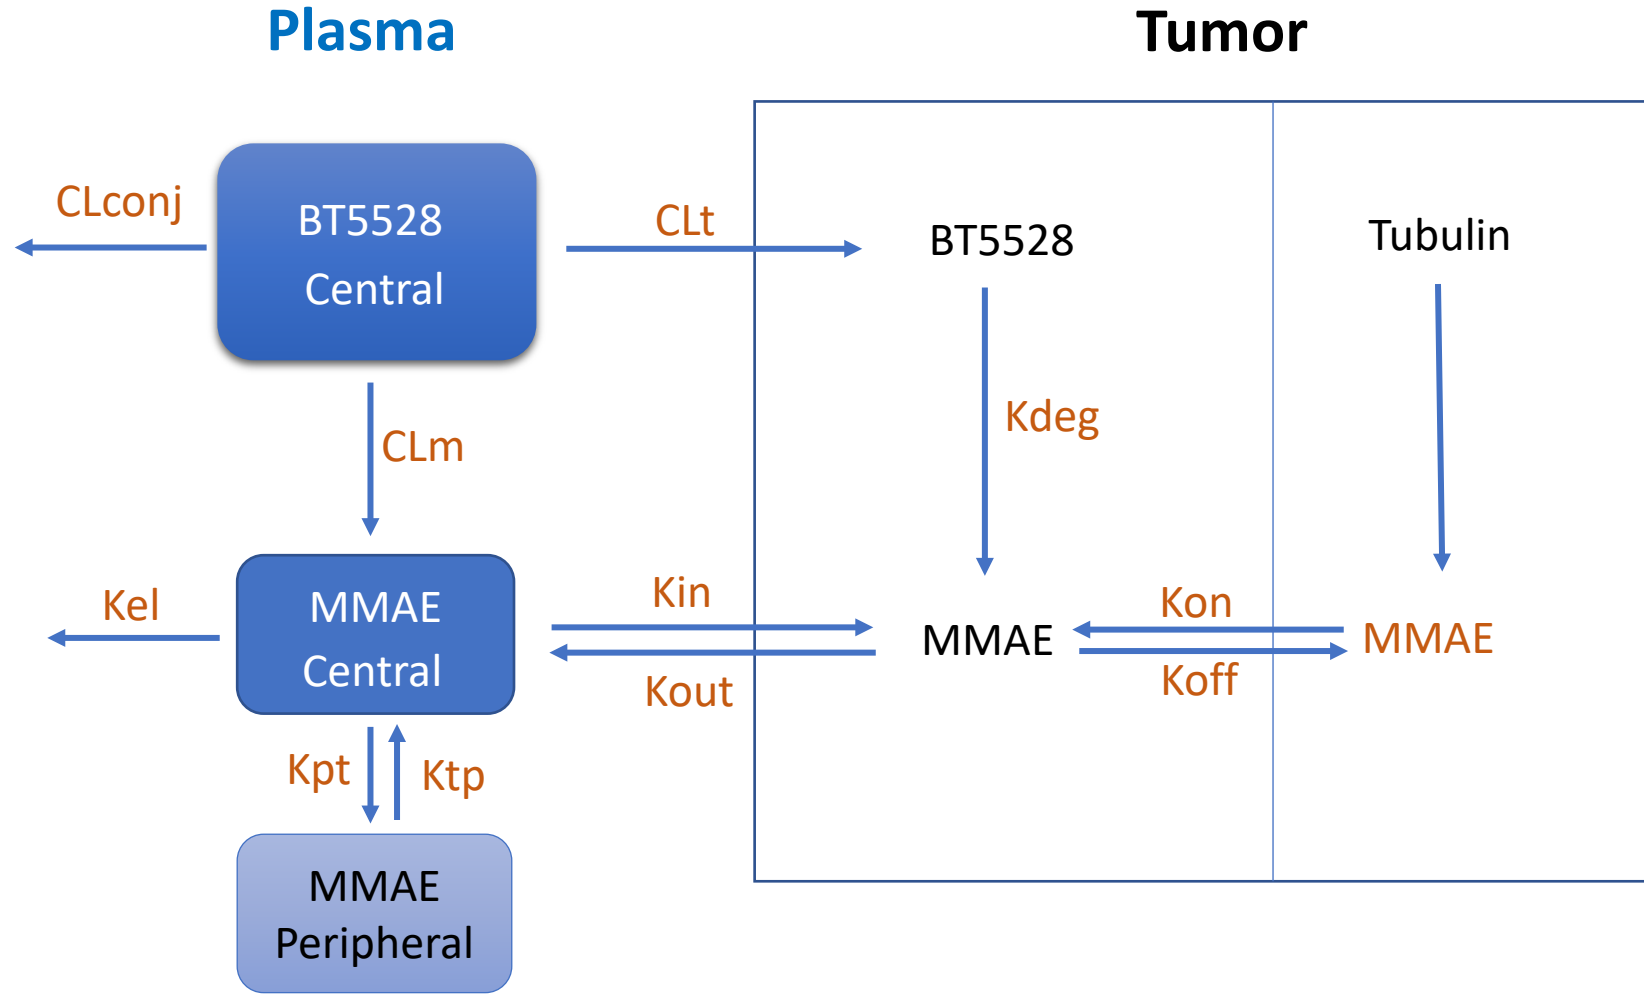 Plasma
Tumor
CLconj
BT5528
Central
CLt
BT5528
Tubulin
CLm
Kdeg
Kel
MMAE
Central
Kin
Kout
MMAE
Kon
Koff
MMAE
Kpt
Ktp
MMAE
Peripheral